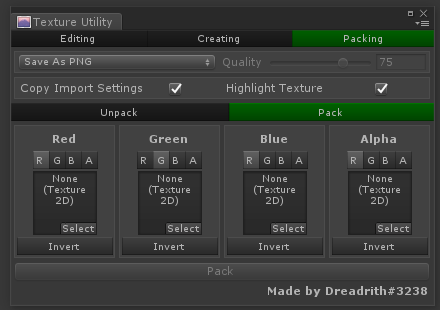 Texture Utility
Editing Creating Packing
Save As PNG Quality 75
Copy Import Settings Highlight Texture
Unpack Pack
Red Green Blue Alpha
R G B A R G B A R G B A R G B A
None None None None
(Texture (Texture (Texture (Texture
2D) 2D) 2D) 2D)
Select Select Select Select
Invert Invert Invert Invert
Pack
Made by Dreadrith#3238